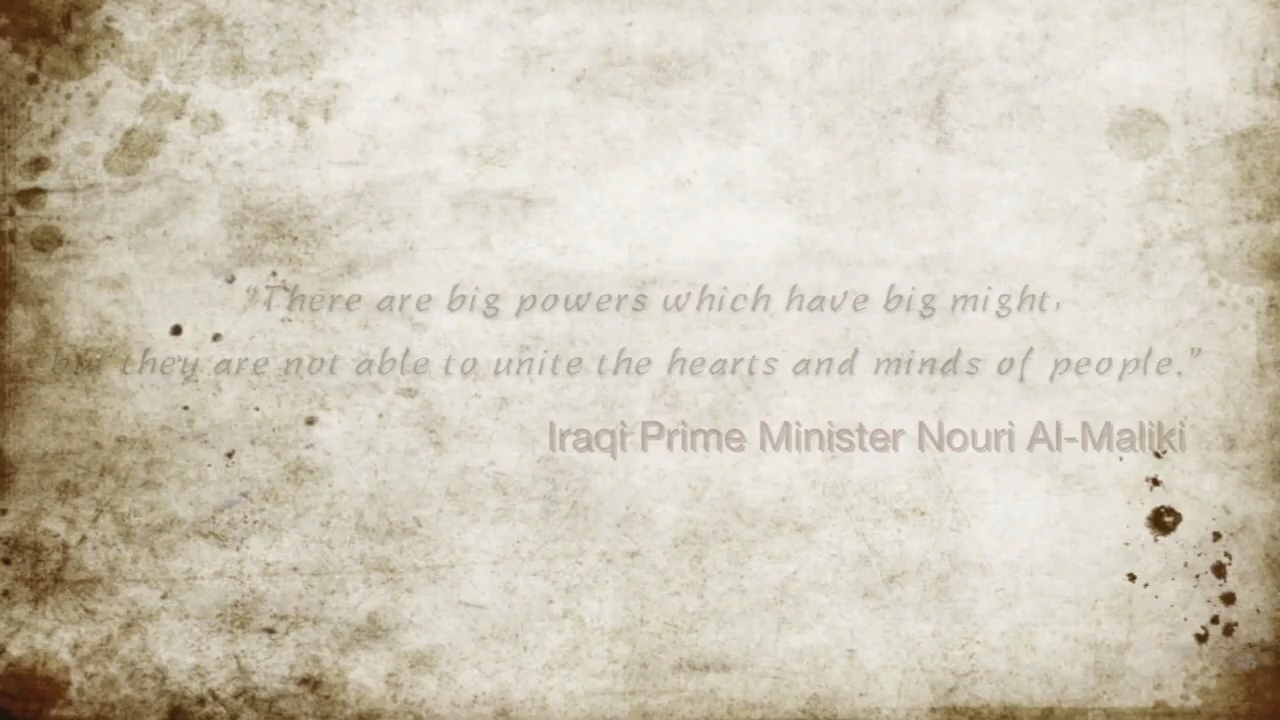 “There are big powers which have big might,
but they are not able to unite the hearts and minds of people.”
Iraqi Prime Minister Nouri Al-Maliki